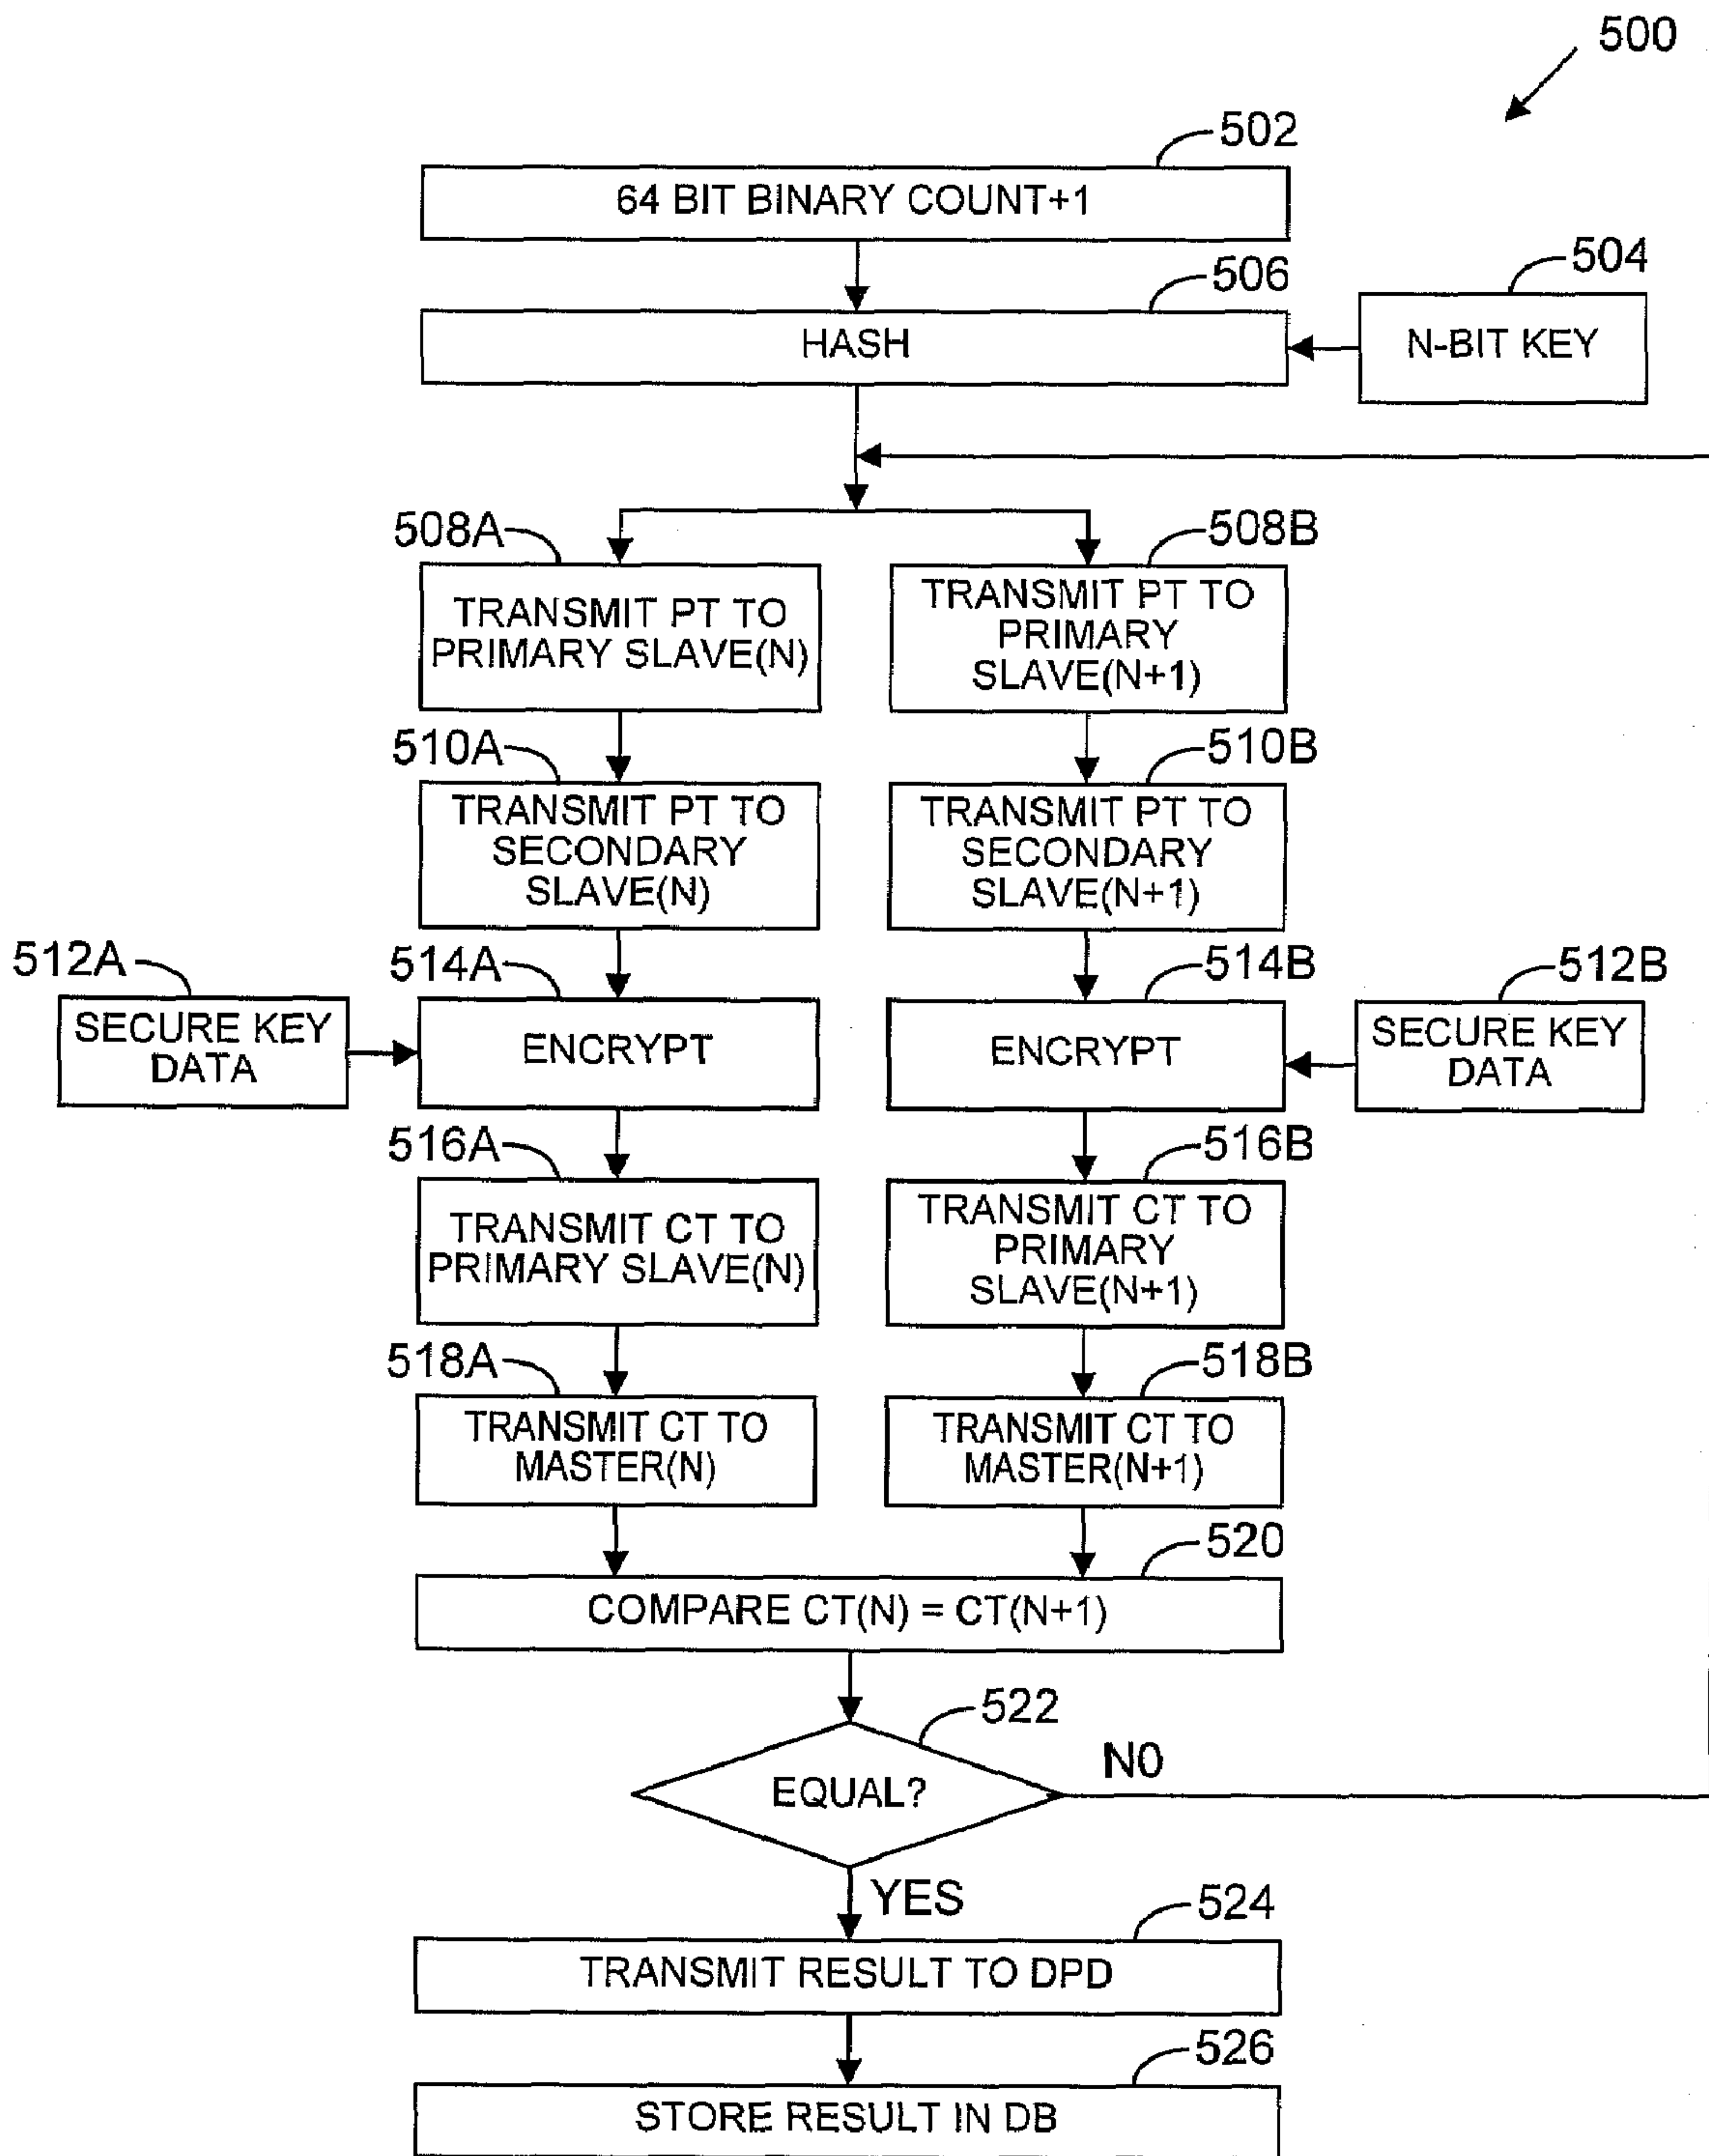 500
502
64 BIT BINARY COUNT+1
504
506
HASH
N-BIT KEY
508A
508B
TRANSMIT PT TO
PRIMARY SLAVE(N)
TRANSMIT PT TO
PRIMARY
SLAVE(N+1)
510A
510B
TRANSMIT PT TO
SECONDARY
SLAVE(N)
TRANSMIT PT TO
SECONDARY
SLAVE(N+1)
512A
514A
514B
512B
SECURE KEY
DATA
ENCRYPT
ENCRYPT
SECURE KEY
DATA
516A
516B
TRANSMIT CT TO
PRIMARY SLAVE(N)
TRANSMIT CT TO
PRIMARY
SLAVE(N+1)
518A
518B
TRANSMIT CT TO
MASTER(N)
TRANSMIT CT TO
MASTER(N+1)
520
COMPARE CT(N) = CT(N+1)
522
EQUAL?
N0
YES
524
TRANSMIT RESULT TO DPD
526
STORE RESULT IN DB